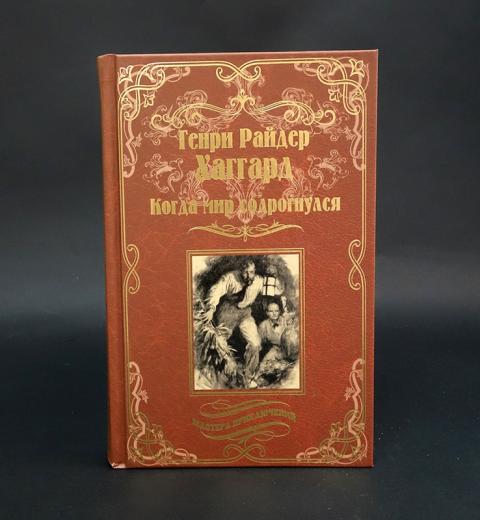 Генри Райдер
Хаггард
Когда мир содрогнулся
МАСТЕРА ПРИКЛЮЧЕНИЙ